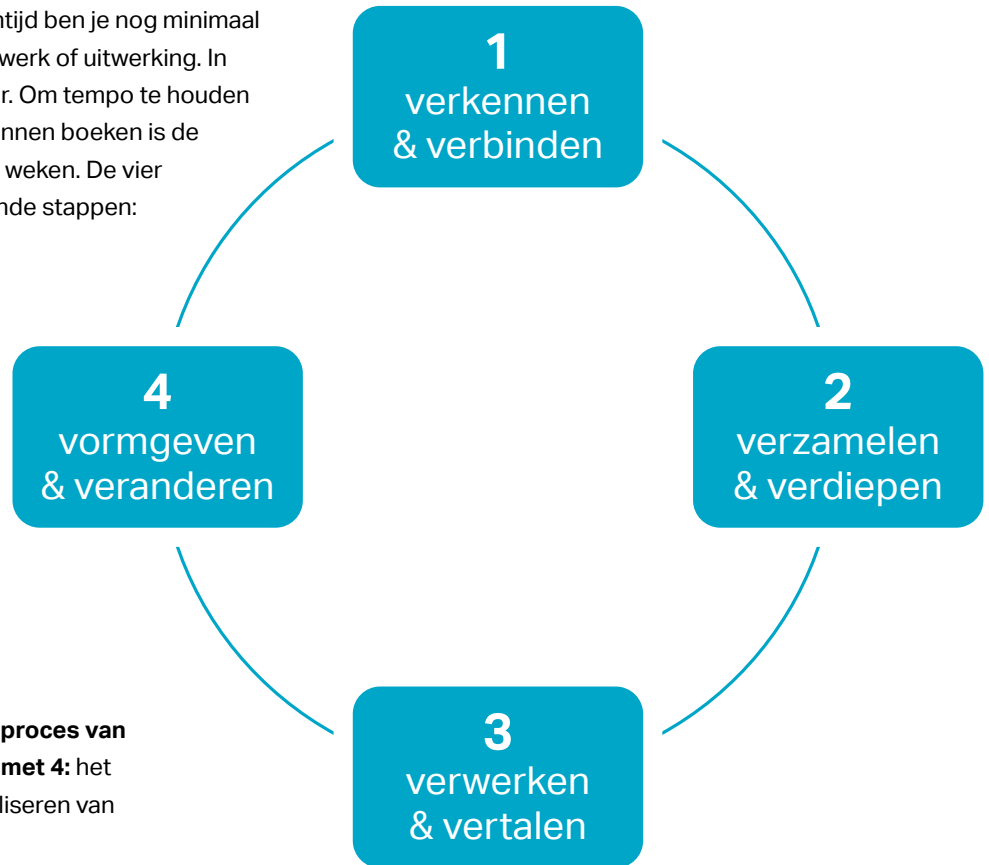 ntijd ben je nog minimaal
werk of uitwerking. In
r. Om tempo te houden
nnen boeken is de
weken. De vier
nde stappen:
1
verkennen
& verbinden
2
verzamelen
& verdiepen
3
verwerken
& vertalen
4
vormgeven
& veranderen
proces van
met 4: het
liseren van